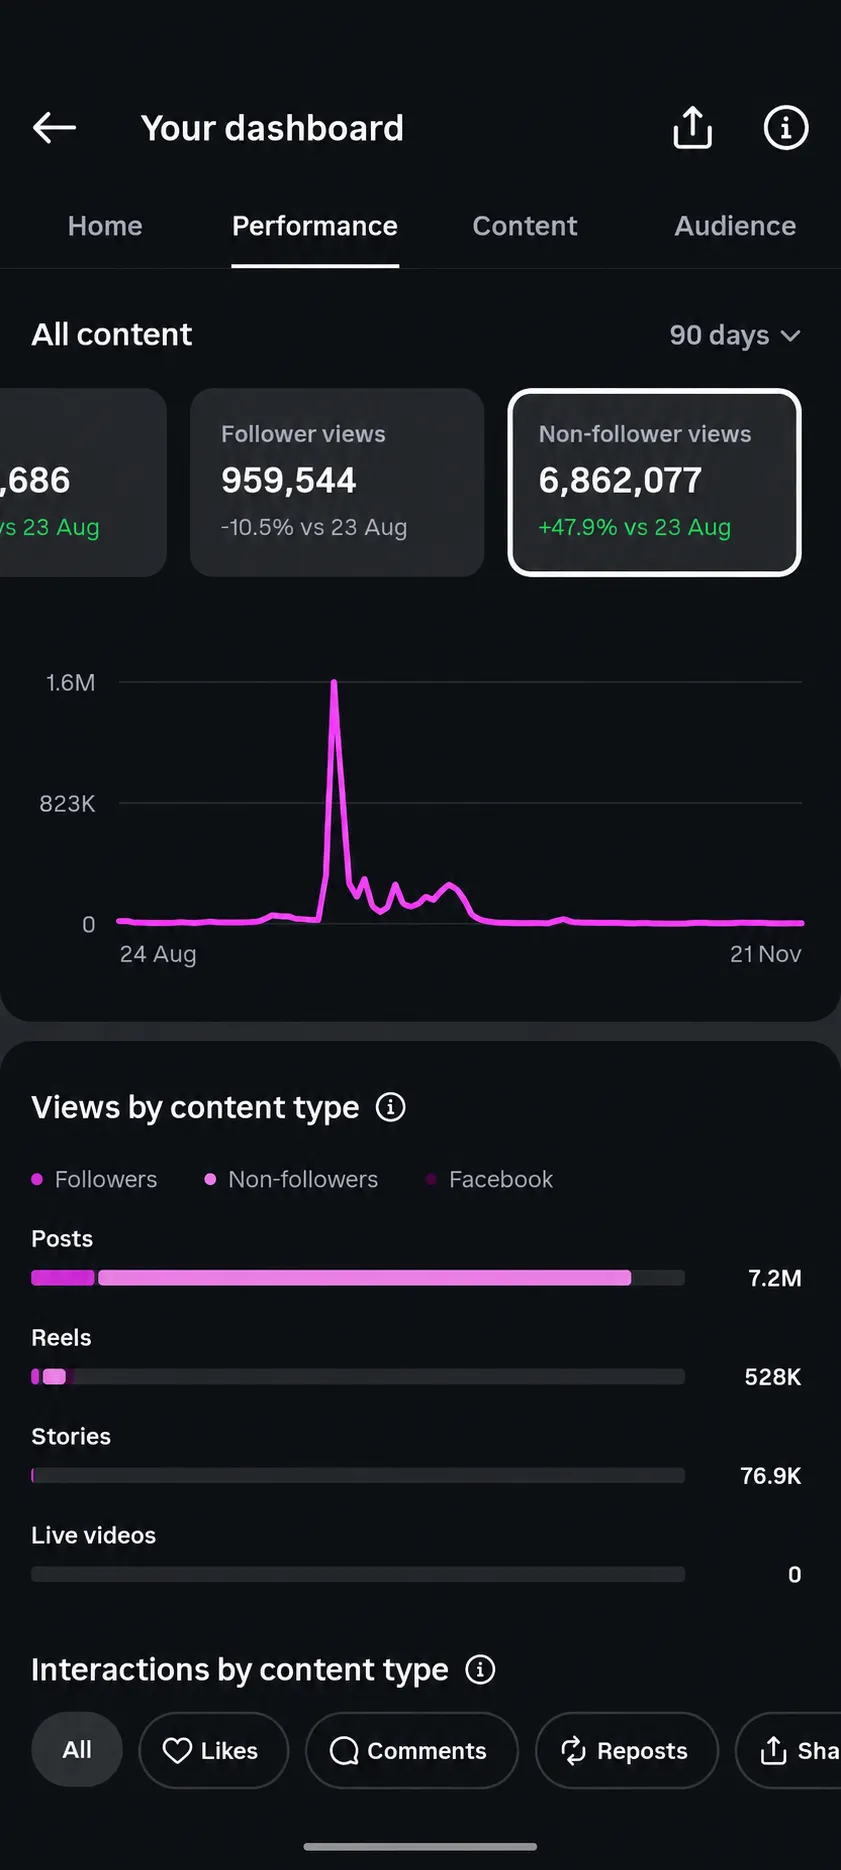 Your dashboard
Home Performance Content Audience
All content 90 days
,686
vs 23 Aug
Follower views
959,544
-10.5% vs 23 Aug
Non-follower views
6,862,077
+47.9% vs 23 Aug
1.6M
823K
0
24 Aug 21 Nov
Views by content type
Followers Non-followers Facebook
Posts
7.2M
Reels
528K
Stories
76.9K
Live videos
0
Interactions by content type
All Likes Comments Reposts Sha